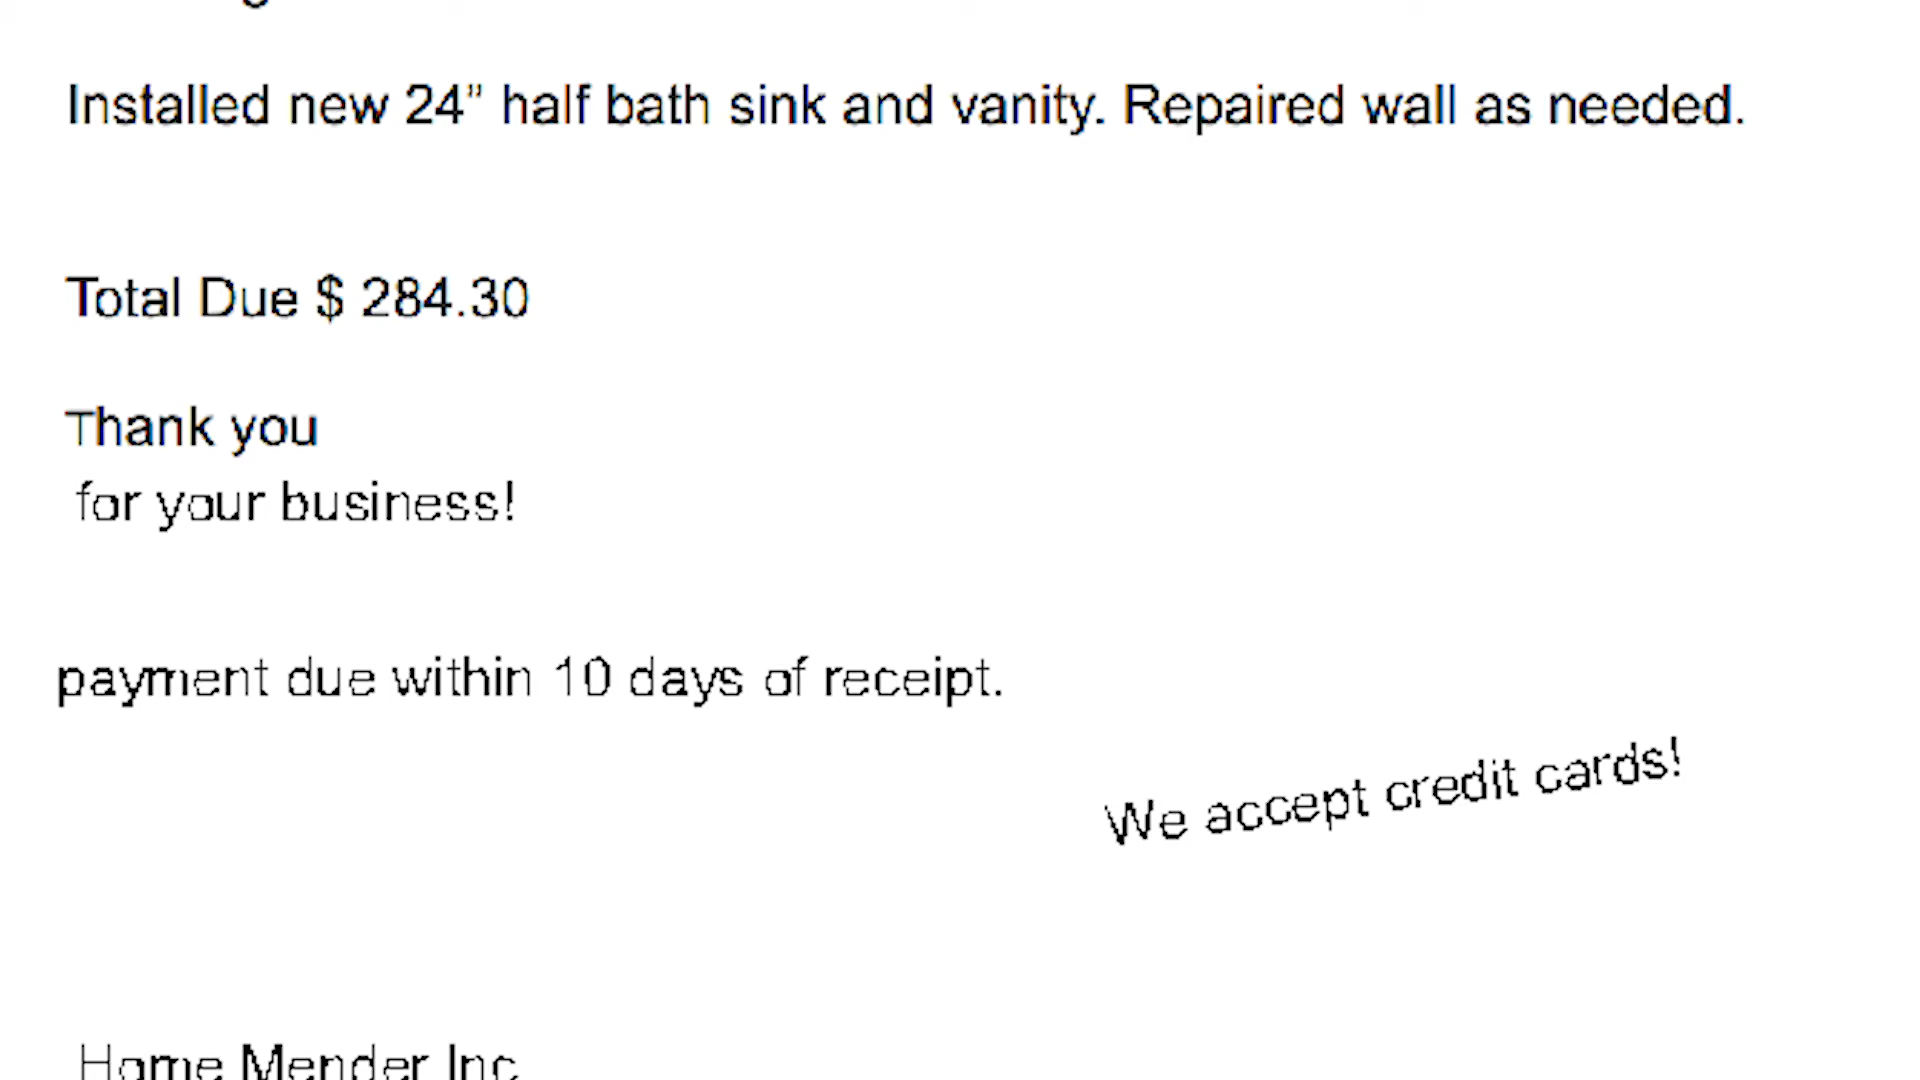 Installed new 24” half bath sink and vanity. Repaired wall as needed.
Total Due $ 284.30
Thank you
for your business!
payment due within 10 days of receipt.
We accept credit cards!
Home Mender Inc